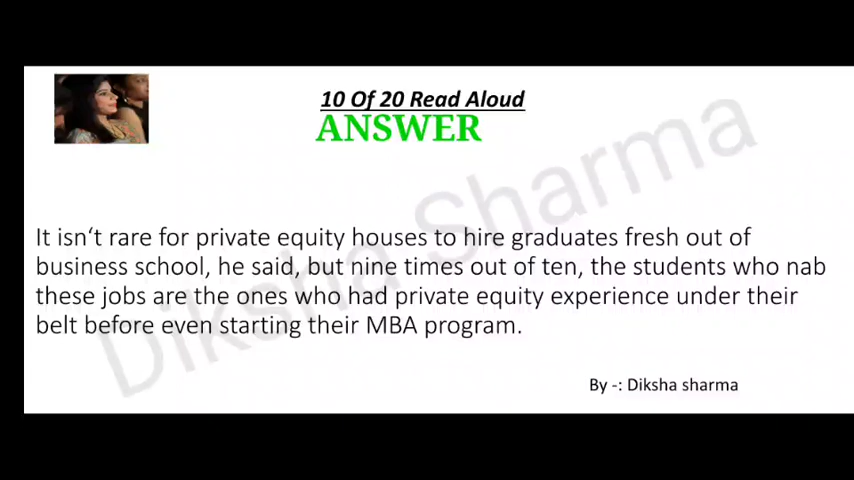 10 Of 20 Read Aloud
ANSWER
It isn‘t rare for private equity houses to hire graduates fresh out of
business school, he said, but nine times out of ten, the students who nab
these jobs are the ones who had private equity experience under their
belt before even starting their MBA program.
By -: Diksha sharma
Diksha Sharma